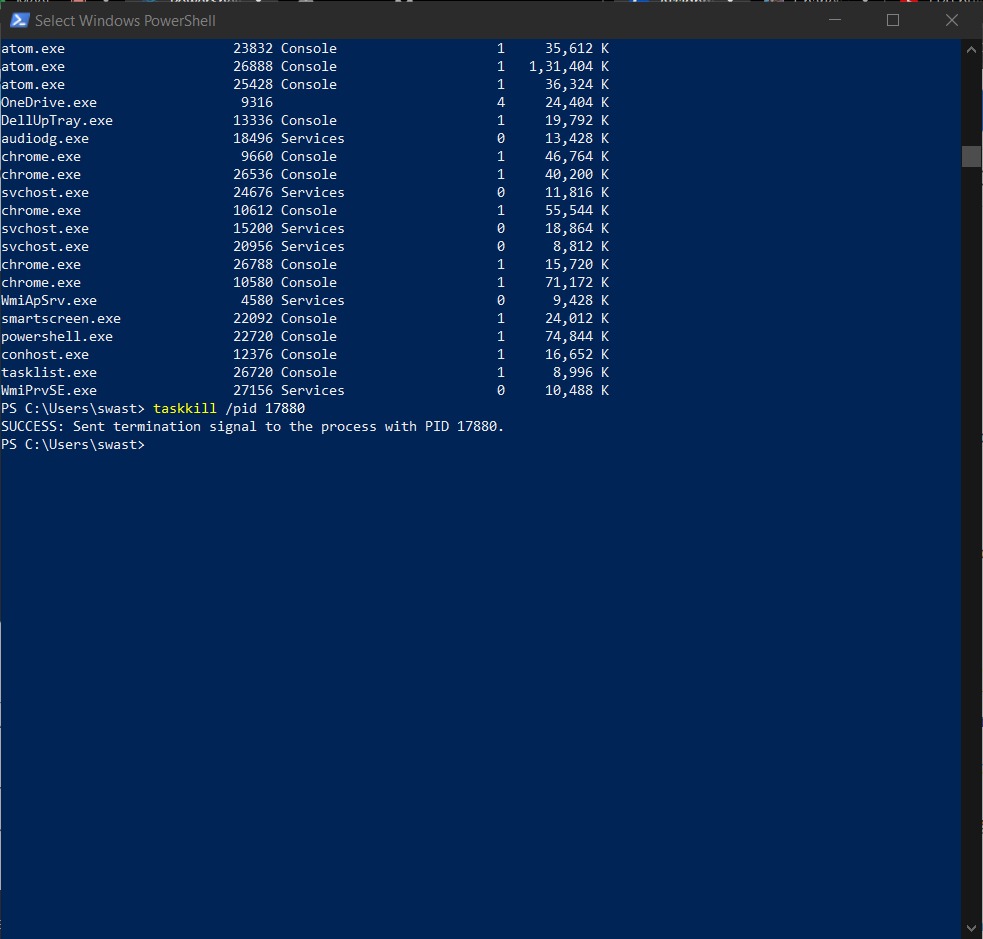 Select Windows PowerShell
atom.exe 23832 Console 1 35,612 K
atom.exe 26888 Console 1 1,31,404 K
atom.exe 25428 Console 1 36,324 K
OneDrive.exe 9316 4 24,404 K
DellUpTray.exe 13336 Console 1 19,792 K
audiodg.exe 18496 Services 0 13,428 K
chrome.exe 9660 Console 1 46,764 K
chrome.exe 26536 Console 1 40,200 K
svchost.exe 24676 Services 0 11,816 K
chrome.exe 10612 Console 1 55,544 K
svchost.exe 15200 Services 0 18,864 K
svchost.exe 20956 Services 0 8,812 K
chrome.exe 26788 Console 1 15,720 K
chrome.exe 10580 Console 1 71,172 K
WmiApSrv.exe 4580 Services 0 9,428 K
smartscreen.exe 22092 Console 1 24,012 K
powershell.exe 22720 Console 1 74,844 K
conhost.exe 12376 Console 1 16,652 K
tasklist.exe 26720 Console 1 8,996 K
WmiPrvSE.exe 27156 Services 0 10,488 K
PS C:\Users\swast> taskkill /pid 17880
SUCCESS: Sent termination signal to the process with PID 17880.
PS C:\Users\swast>